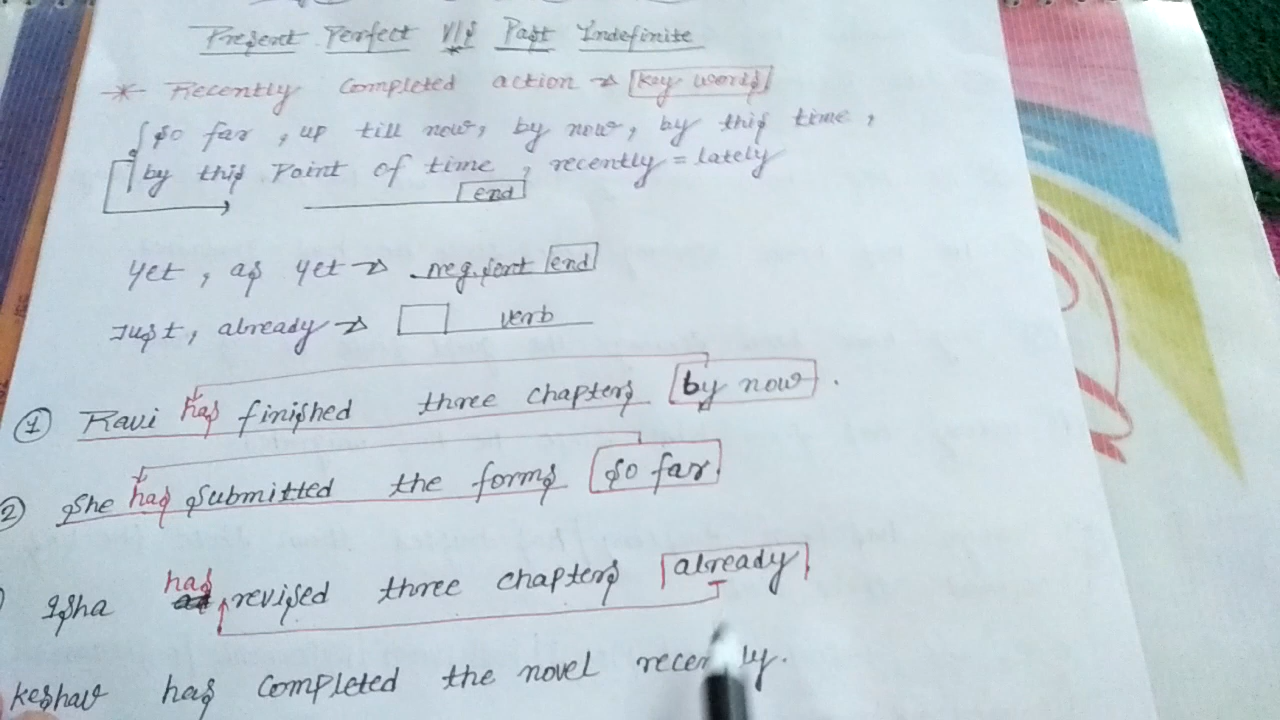 Present Perfect V/s Past Indefinite
* Recently Completed action → key words
so far, up till now, by now, by this time,
by this Point of time, recently = lately
end
yet, as yet → neg. sent end
Just, already → verb
1 Ravi has finished three chapters by now.
2 She has submitted the forms so far.
Isha has revised three chapters already.
Keshav has completed the novel recently.